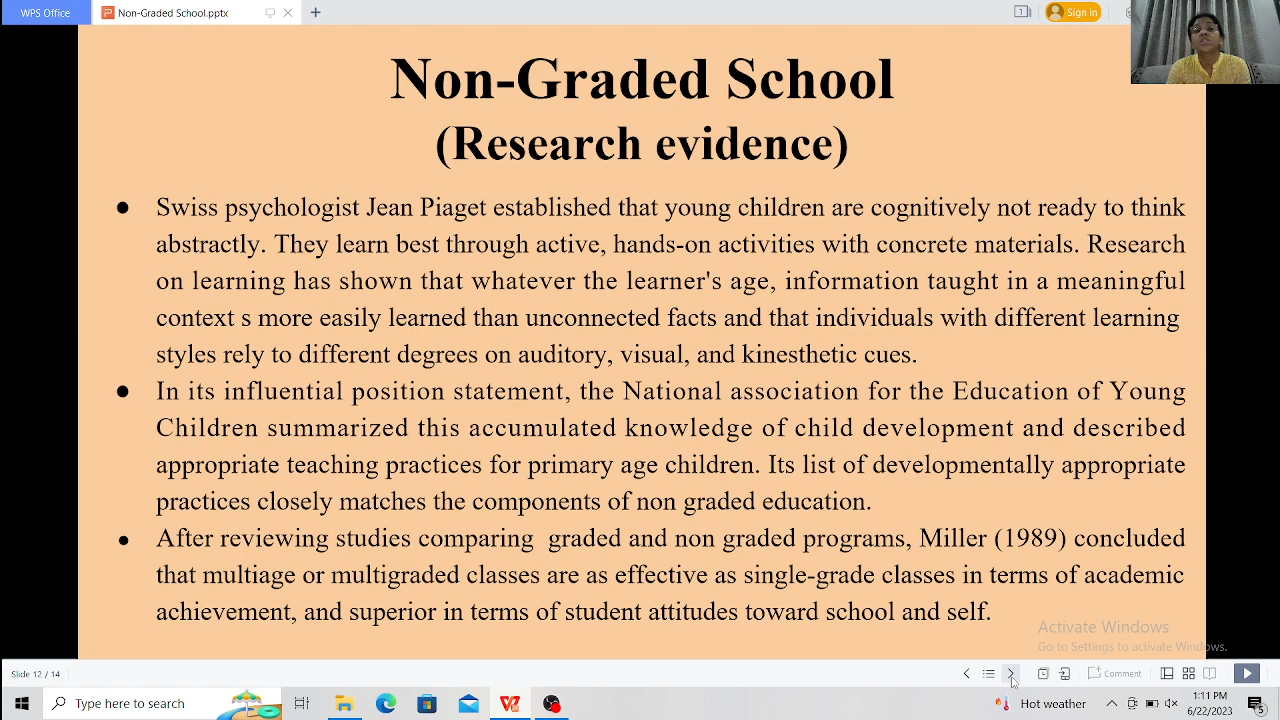 WPS Office
Non-Graded School.pptx
Sign in
Non-Graded School
(Research evidence)
● Swiss psychologist Jean Piaget established that young children are cognitively not ready to think
abstractly. They learn best through active, hands-on activities with concrete materials. Research
on learning has shown that whatever the learner's age, information taught in a meaningful
context s more easily learned than unconnected facts and that individuals with different learning
styles rely to different degrees on auditory, visual, and kinesthetic cues.
● In its influential position statement, the National association for the Education of Young
Children summarized this accumulated knowledge of child development and described
appropriate teaching practices for primary age children. Its list of developmentally appropriate
practices closely matches the components of non graded education.
● After reviewing studies comparing graded and non graded programs, Miller (1989) concluded
that multiage or multigraded classes are as effective as single-grade classes in terms of academic
achievement, and superior in terms of student attitudes toward school and self.
Activate Windows
Go to Settings to activate Windows.
Slide 12 / 14
Comment
Type here to search
Hot weather
1:11 PM
6/22/2023
5